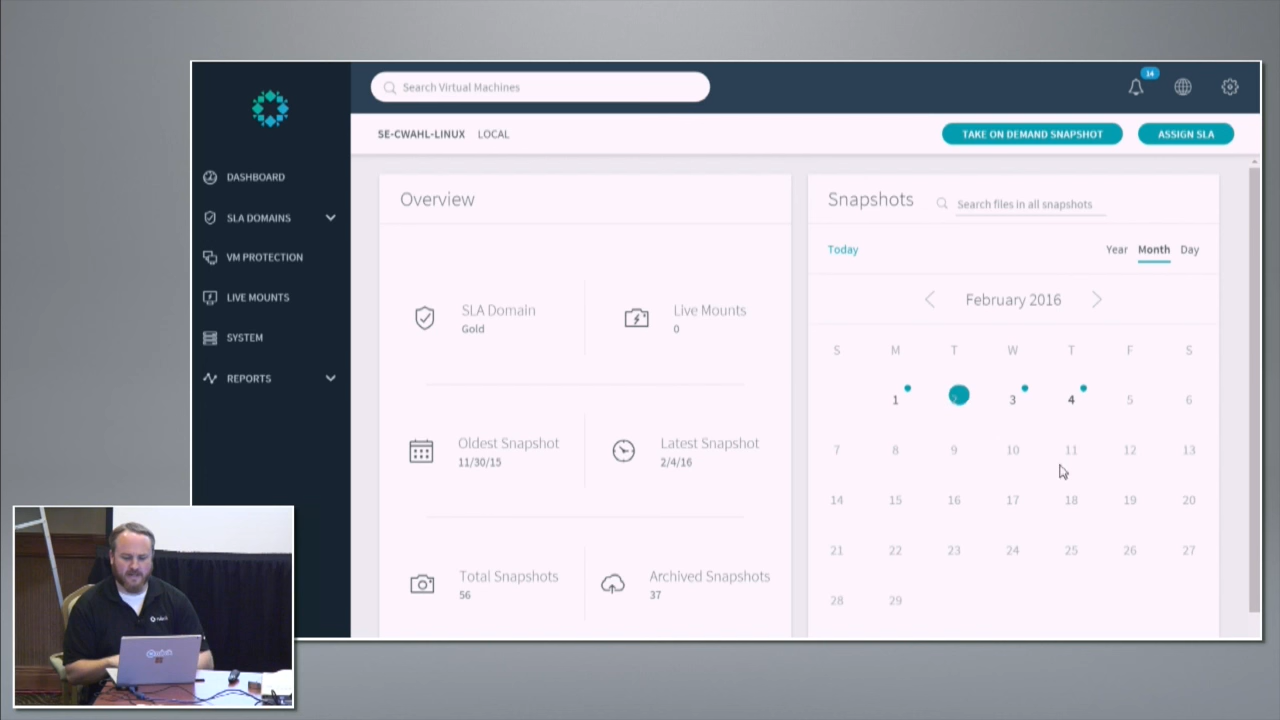 Search Virtual Machines
14
SE-CWAHL-LINUX LOCAL
TAKE ON DEMAND SNAPSHOT
ASSIGN SLA
DASHBOARD
SLA DOMAINS
VM PROTECTION
LIVE MOUNTS
SYSTEM
REPORTS
Overview
SLA Domain
Gold
Live Mounts
0
Oldest Snapshot
11/30/15
Latest Snapshot
2/4/16
Total Snapshots
56
Archived Snapshots
37
Snapshots
Search files in all snapshots
Today
Year Month Day
February 2016
S M T W T F S
1 2 3 4 5 6
7 8 9 10 11 12 13
14 15 16 17 18 19 20
21 22 23 24 25 26 27
28 29